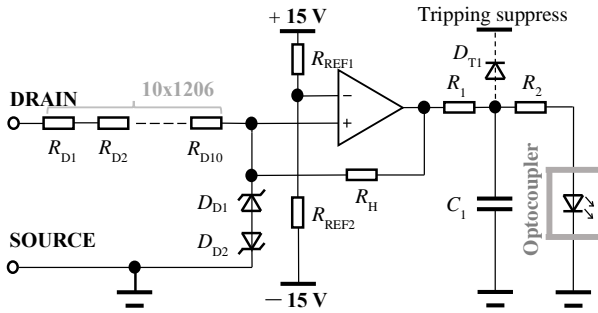 + 15 V
Tripping suppress
R_REF1
D_T1
10x1206
DRAIN
−
+
R_1
R_2
R_D1
R_D2
R_D10
R_H
D_D1
D_D2
R_REF2
C_1
Optocoupler
SOURCE
— 15 V